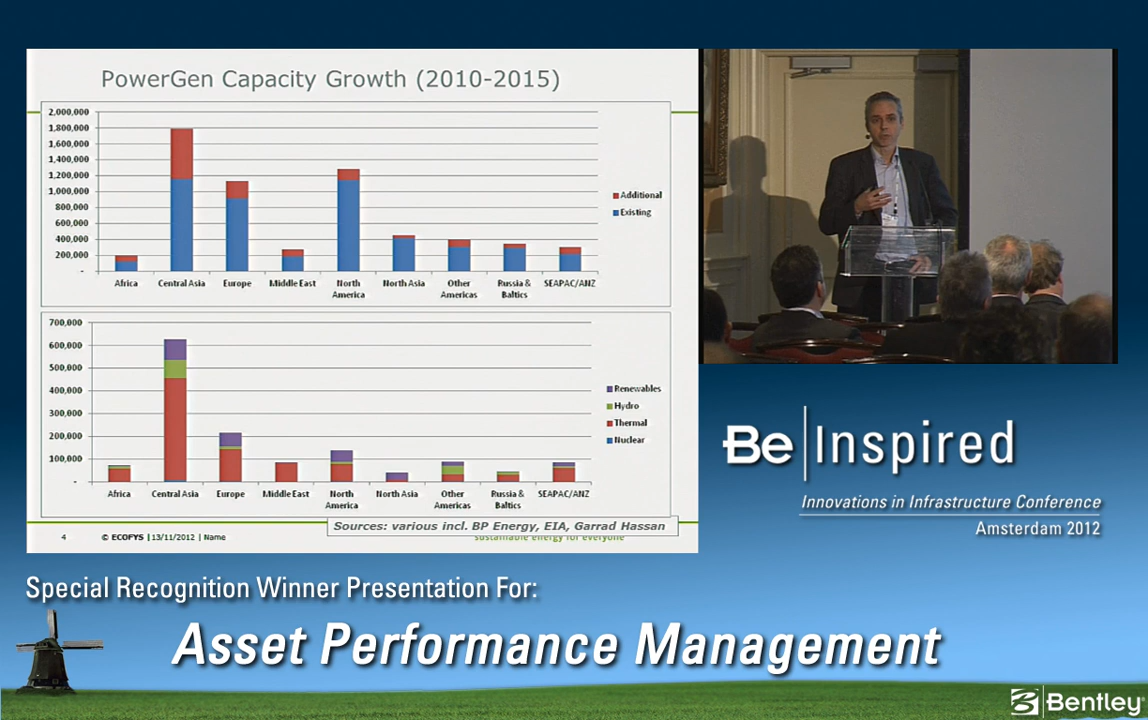 PowerGen Capacity Growth (2010-2015)
2,000,000
1,800,000
1,600,000
1,400,000
1,200,000
1,000,000
800,000
600,000
400,000
200,000
-
Additional
Existing
Africa Central Asia Europe Middle East North America North Asia Other Americas Russia & Baltics SEAPAC/ANZ
700,000
600,000
500,000
400,000
300,000
200,000
100,000
-
Renewables
Hydro
Thermal
Nuclear
Africa Central Asia Europe Middle East North America North Asia Other Americas Russia & Baltics SEAPAC/ANZ
Sources: various incl. BP Energy, EIA, Garrad Hassan
4 © ECOFYS | 13/11/2012 | Name
sustainable energy for everyone
Be Inspired
Innovations in Infrastructure Conference
Amsterdam 2012
Special Recognition Winner Presentation For:
Asset Performance Management
Bentley